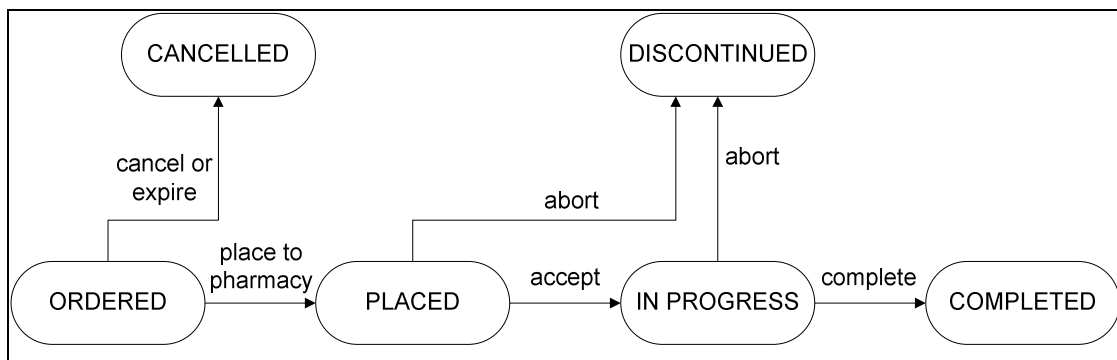 CANCELLED
DISCONTINUED
cancel or
expire
abort
abort
place to
pharmacy
accept
complete
ORDERED
PLACED
IN PROGRESS
COMPLETED